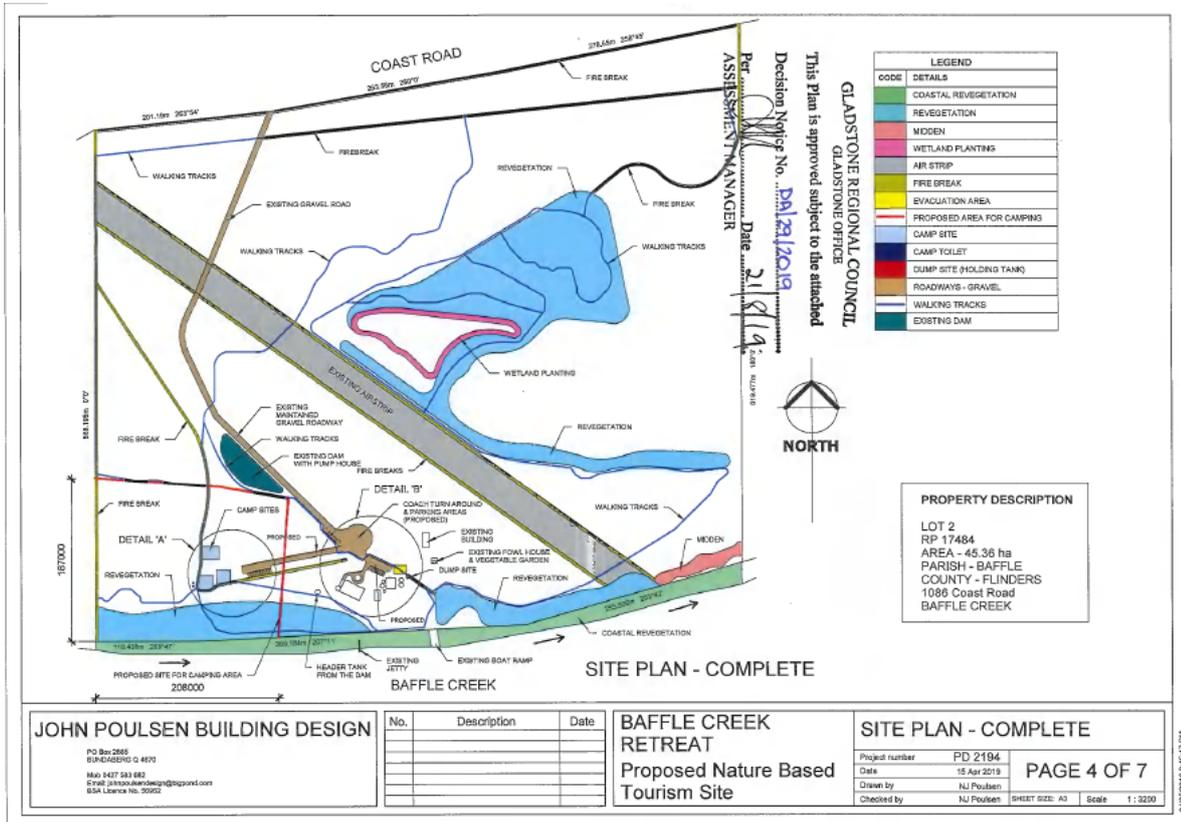 COAST ROAD
201.19m 263°54'
FIRE BREAK
FIREBREAK
WALKING TRACKS
EXISTING GRAVEL ROAD
WALKING TRACKS
REVEGETATION
FIRE BREAK
WALKING TRACKS
WETLAND PLANTING
EXISTING AIRSTRIP
EXISTING
MAINTAINED
GRAVEL ROADWAY
WALKING TRACKS
EXISTING DAM
WITH PUMP HOUSE
FIRE BREAKS
FIRE BREAK
REVEGETATION
DETAIL 'B'
COACH TURN AROUND
& PARKING AREAS
(PROPOSED)
FIRE BREAK
CAMP SITES
DETAIL 'A'
PROPOSED
EXISTING
BUILDING
EXISTING FOWL HOUSE
& VEGETABLE GARDEN
DUMP SITE
WALKING TRACKS
MIDDEN
REVEGETATION
REVEGETATION
PROPOSED
COASTAL REVEGETATION
187000
PROPOSED SITE FOR CAMPING AREA
208000
HEADER TANK
FROM THE DAM
EXISTING
JETTY
EXISTING BOAT RAMP
BAFFLE CREEK
SITE PLAN - COMPLETE
GLADSTONE REGIONAL COUNCIL
GLADSTONE OFFICE
This Plan is approved subject to the attached
Decision Notice No. DA/29/2019
Per Date 21/8/19
ASSESSMENT MANAGER
LEGEND
CODE DETAILS
COASTAL REVEGETATION
REVEGETATION
MIDDEN
WETLAND PLANTING
AIR STRIP
FIRE BREAK
EVACUATION AREA
PROPOSED AREA FOR CAMPING
CAMP SITE
CAMP TOILET
DUMP SITE (HOLDING TANK)
ROADWAYS - GRAVEL
WALKING TRACKS
EXISTING DAM
NORTH
PROPERTY DESCRIPTION
LOT 2
RP 17484
AREA - 45.36 ha
PARISH - BAFFLE
COUNTY - FLINDERS
1086 Coast Road
BAFFLE CREEK
JOHN POULSEN BUILDING DESIGN
PO Box 2685
BUNDABERG Q 4670
Mob 0427 583 682
Email: johnpoulsendesign@bigpond.com
No. Description Date
BAFFLE CREEK
RETREAT
Proposed Nature Based
Tourism Site
SITE PLAN - COMPLETE
Project number PD 2194
Date 15 Apr 2019
Drawn by NJ Poulsen
Checked by NJ Poulsen
PAGE 4 OF 7
SHEET SIZE: A3 Scale 1 : 3200